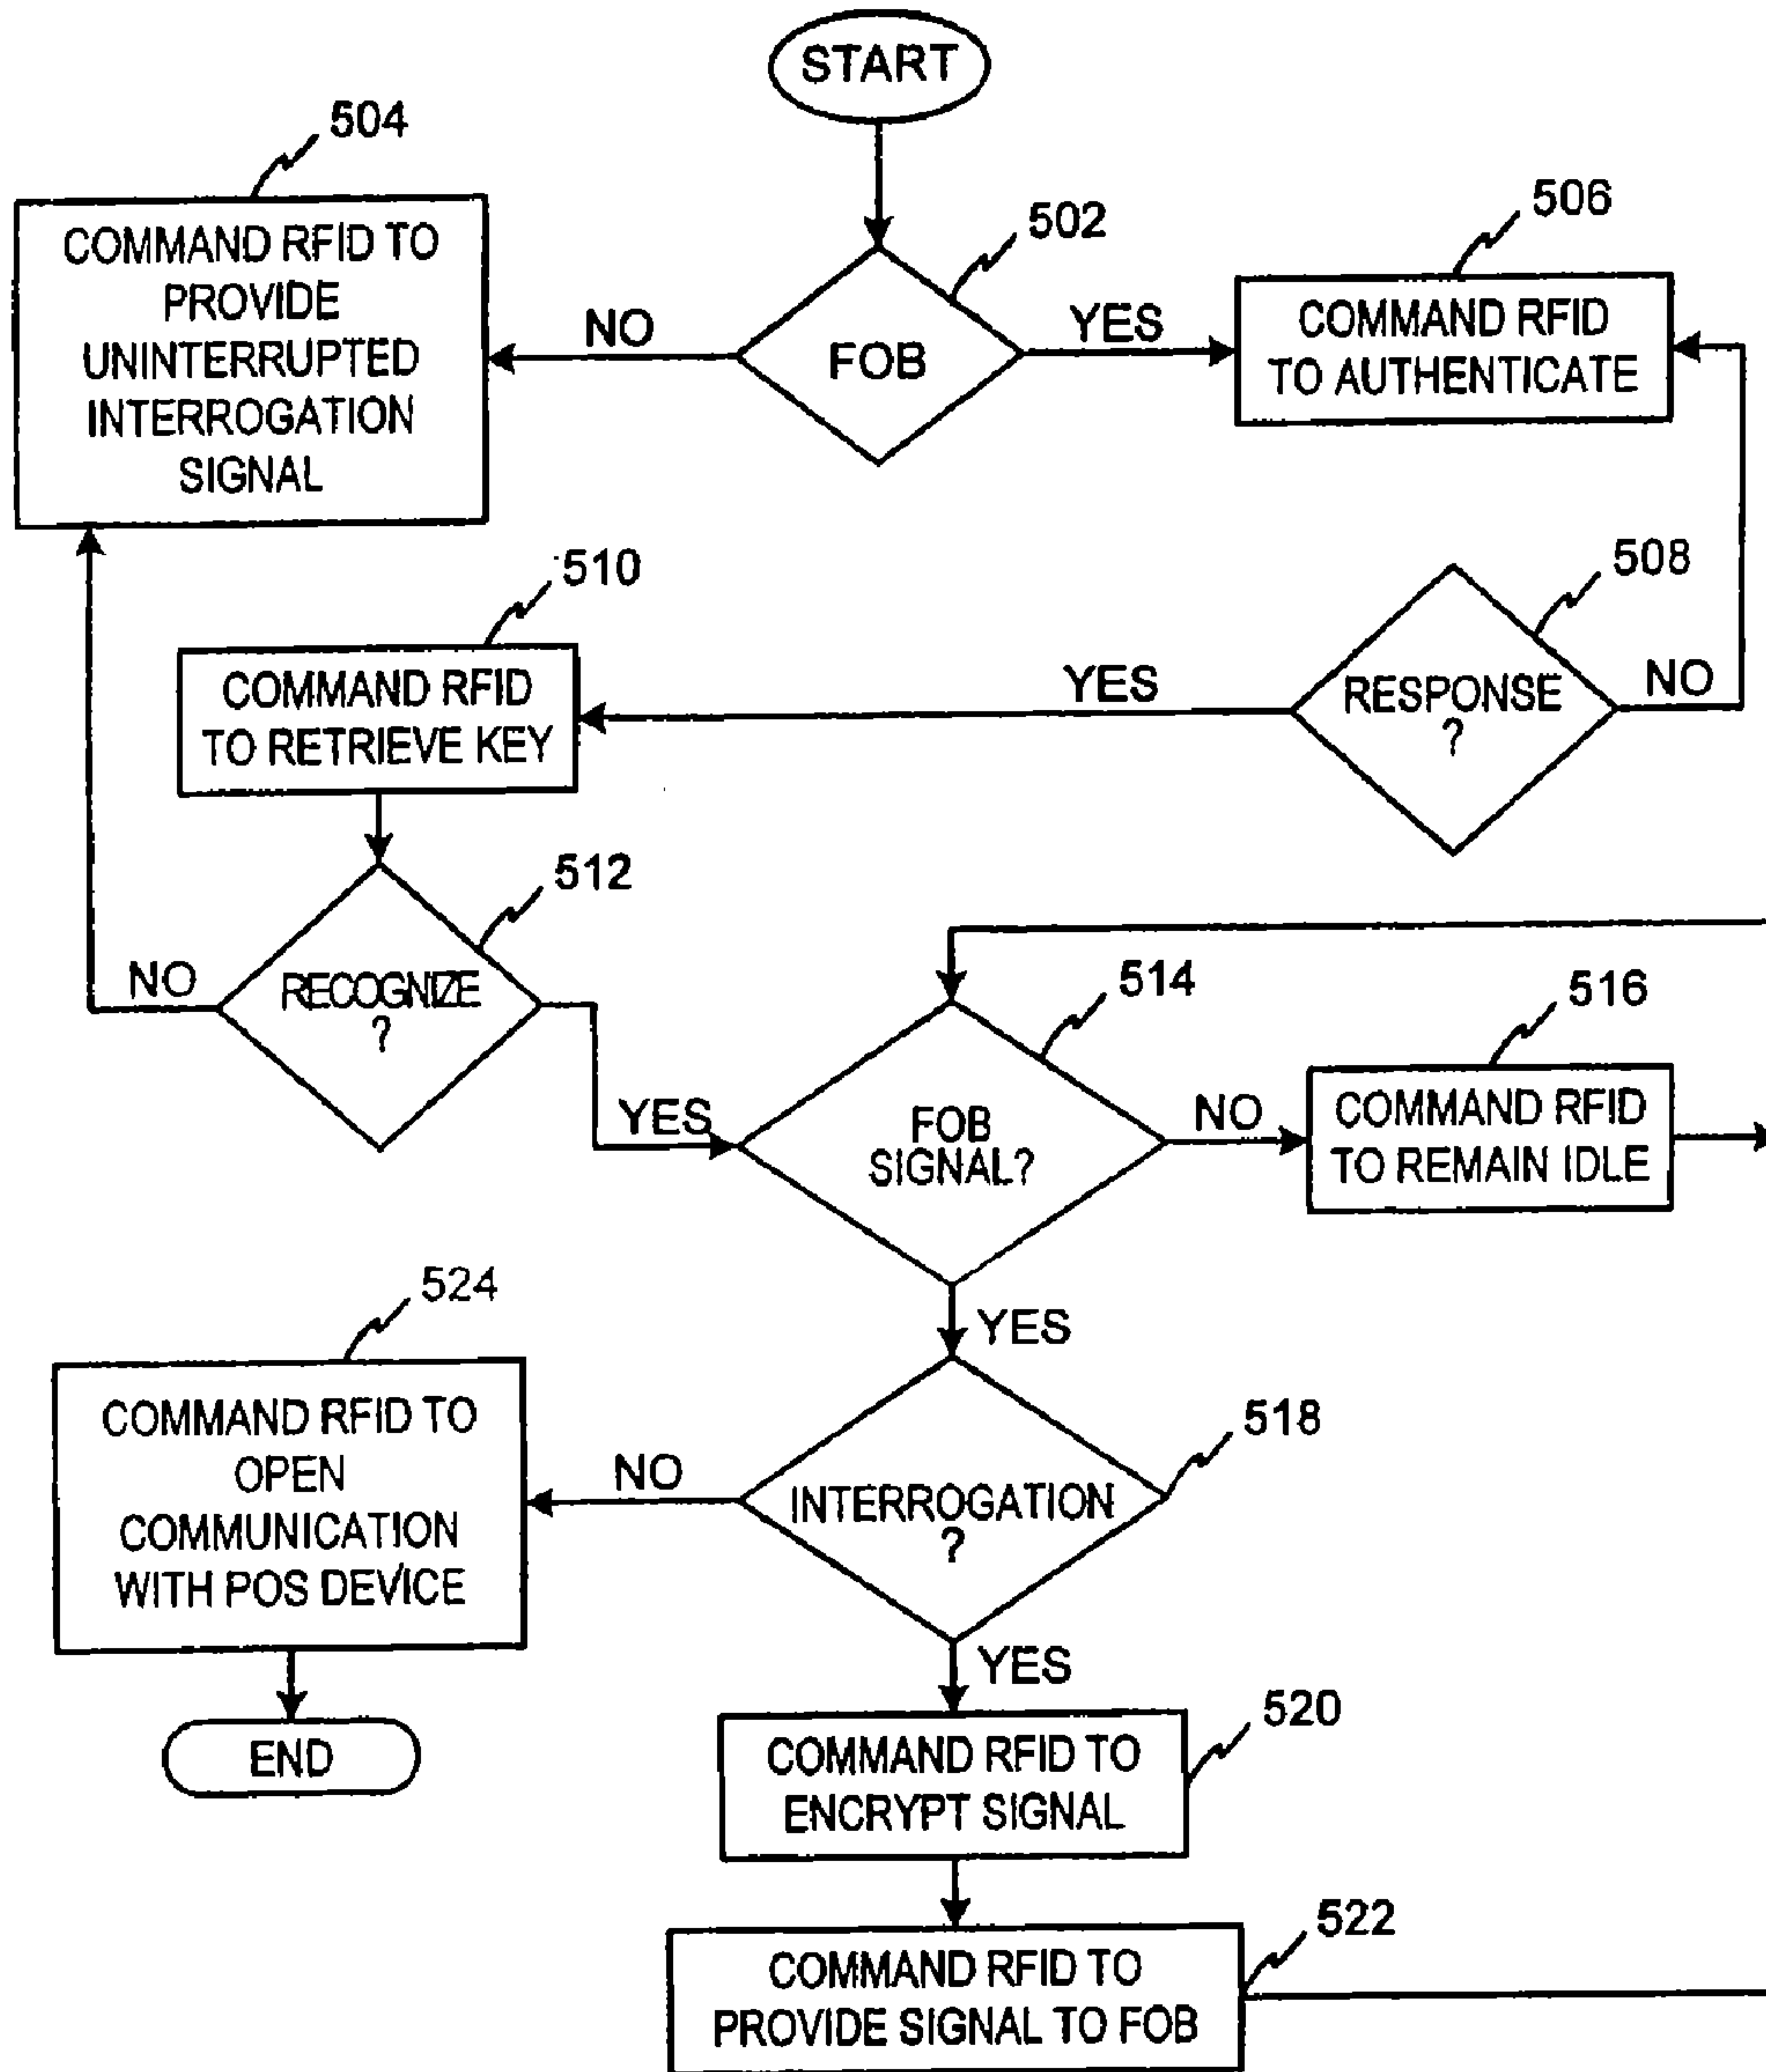 START
504
COMMAND RFID TO
PROVIDE
UNINTERRUPTED
INTERROGATION
SIGNAL
NO
502
FOB
YES
506
COMMAND RFID
TO AUTHENTICATE
510
COMMAND RFID
TO RETRIEVE KEY
YES
508
RESPONSE
?
NO
512
NO
RECOGNIZE
?
YES
514
FOB
SIGNAL?
NO
516
COMMAND RFID
TO REMAIN IDLE
YES
524
COMMAND RFID TO
OPEN
COMMUNICATION
WITH POS DEVICE
NO
518
INTERROGATION
?
YES
END
520
COMMAND RFID TO
ENCRYPT SIGNAL
522
COMMAND RFID TO
PROVIDE SIGNAL TO FOB